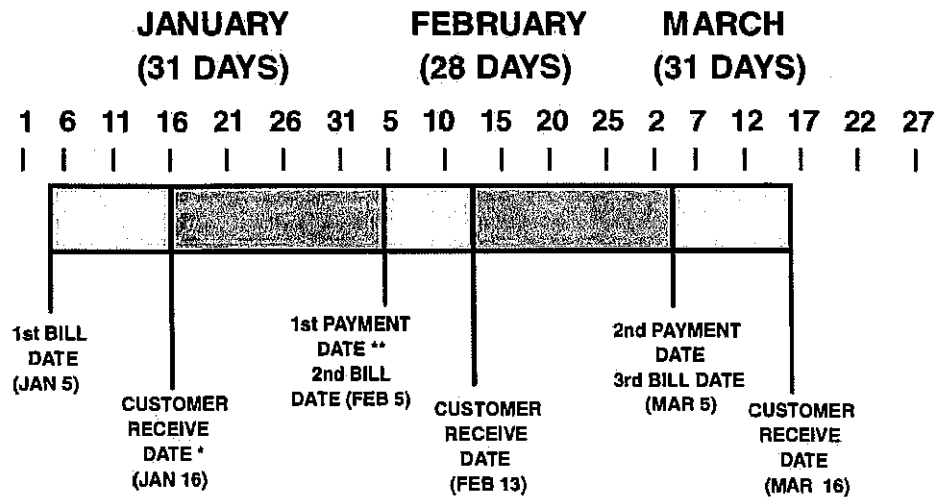 JANUARY FEBRUARY MARCH
(31 DAYS) (28 DAYS) (31 DAYS)
1 6 11 16 21 26 31 5 10 15 20 25 2 7 12 17 22 27
1st BILL
DATE
(JAN 5)
CUSTOMER
RECEIVE
DATE *
(JAN 16)
1st PAYMENT
DATE **
2nd BILL
DATE (FEB 5)
CUSTOMER
RECEIVE
DATE
(FEB 13)
2nd PAYMENT
DATE
3rd BILL DATE
(MAR 5)
CUSTOMER
RECEIVE
DATE
(MAR 16)